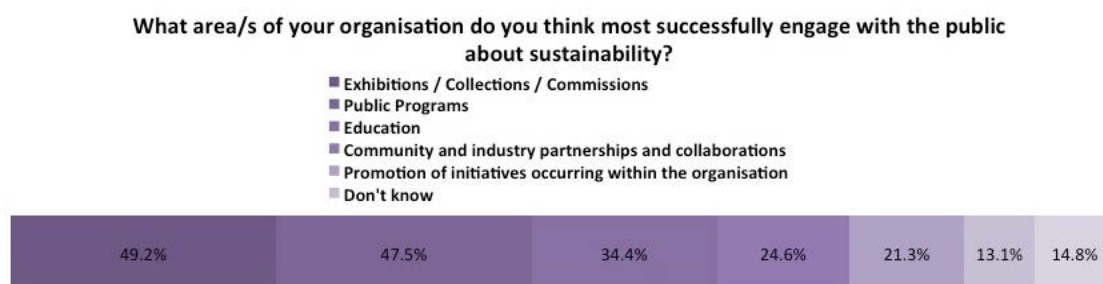 What area/s of your organisation do you think most successfully engage with the public
about sustainability?
Exhibitions / Collections / Commissions
Public Programs
Education
Community and industry partnerships and collaborations
Promotion of initiatives occurring within the organisation
Don't know
49.2% 47.5% 34.4% 24.6% 21.3% 13.1% 14.8%